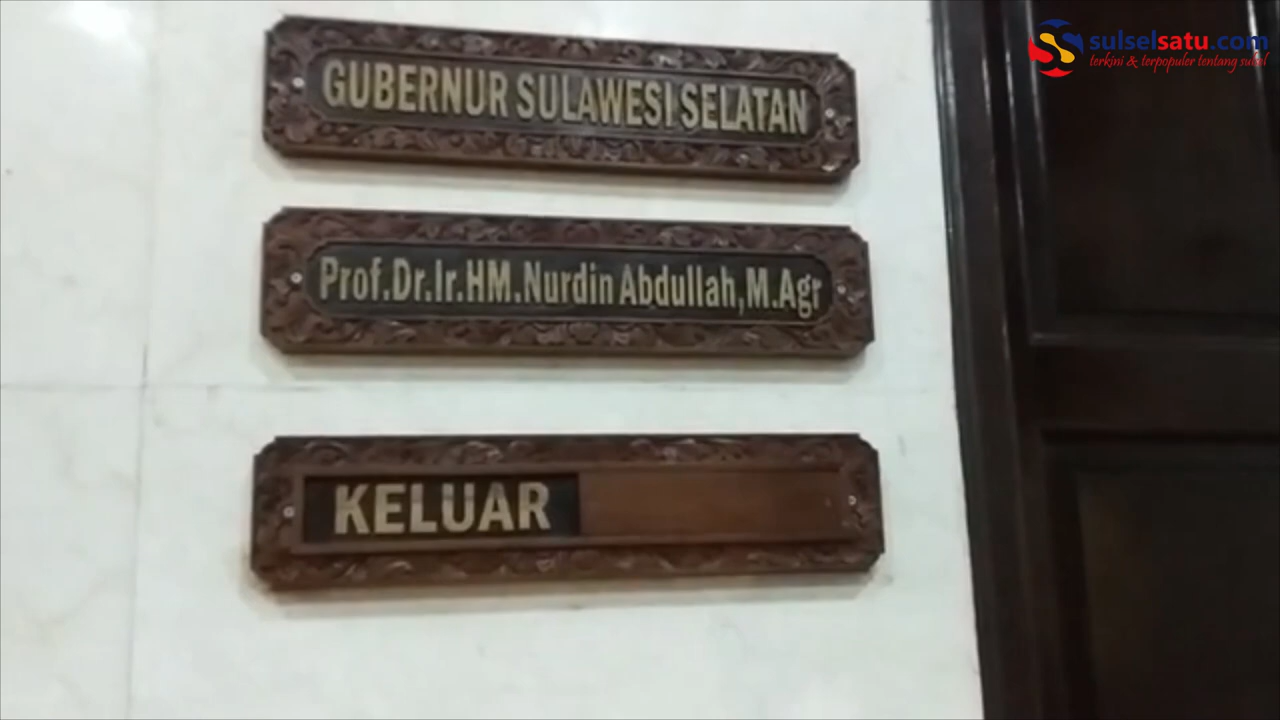 sulselsatu.com
terkini & terpopuler tentang sulsel
GUBERNUR SULAWESI SELATAN
Prof.Dr.Ir.HM.Nurdin Abdullah,M.Agr
KELUAR